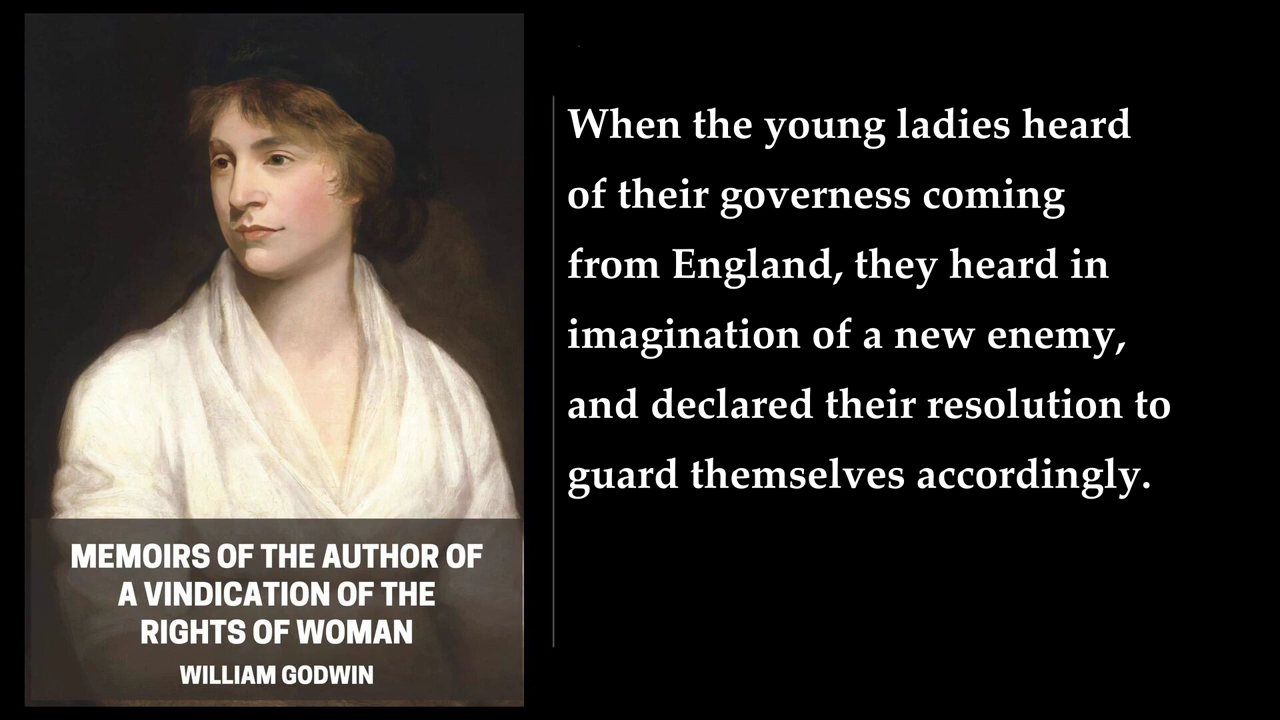 When the young ladies heard
of their governess coming
from England, they heard in
imagination of a new enemy,
and declared their resolution to
guard themselves accordingly.
MEMOIRS OF THE AUTHOR OF
A VINDICATION OF THE
RIGHTS OF WOMAN
WILLIAM GODWIN